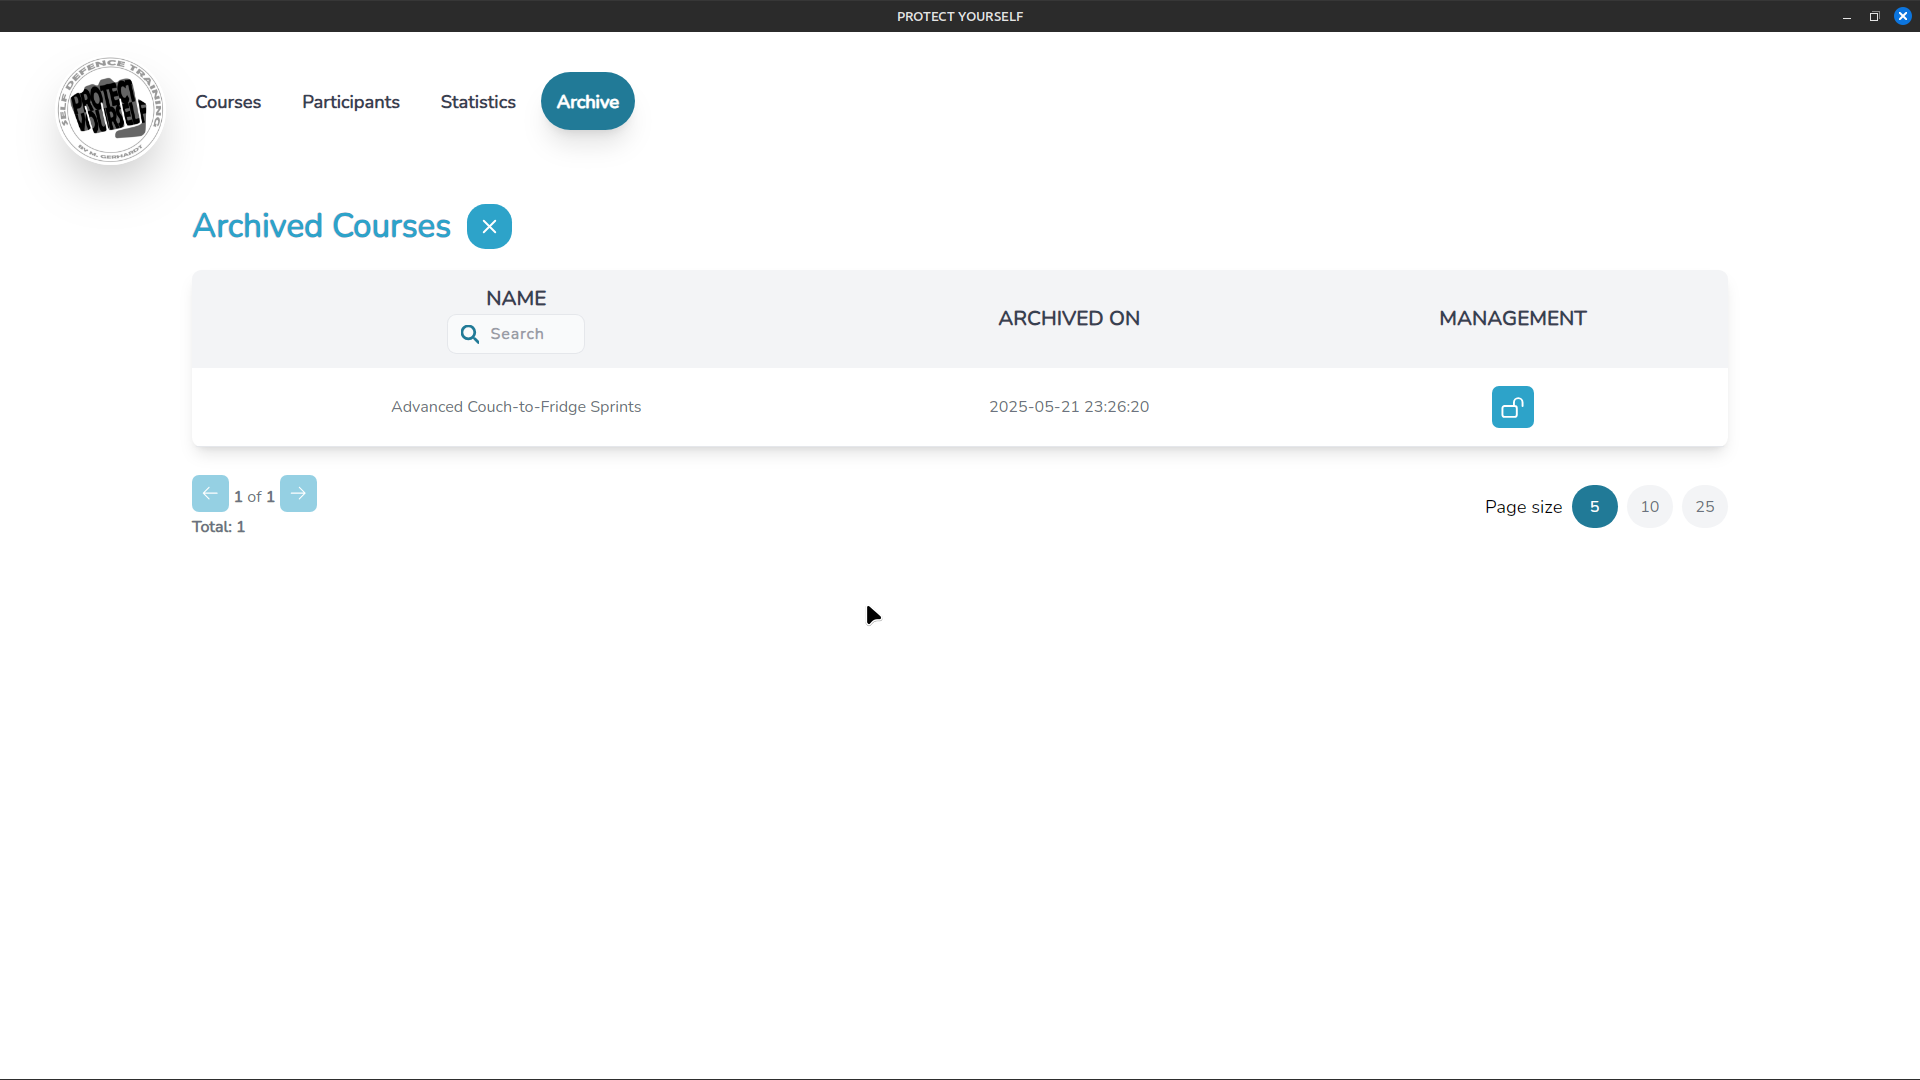 PROTECT YOURSELF
SELF DEFENCE TRAINING
PROTECT
YOURSELF
BY M. GERHARDT
Courses Participants Statistics Archive
Archived Courses
NAME ARCHIVED ON MANAGEMENT
Search
Advanced Couch-to-Fridge Sprints 2025-05-21 23:26:20
1 of 1
Total: 1
Page size 5 10 25